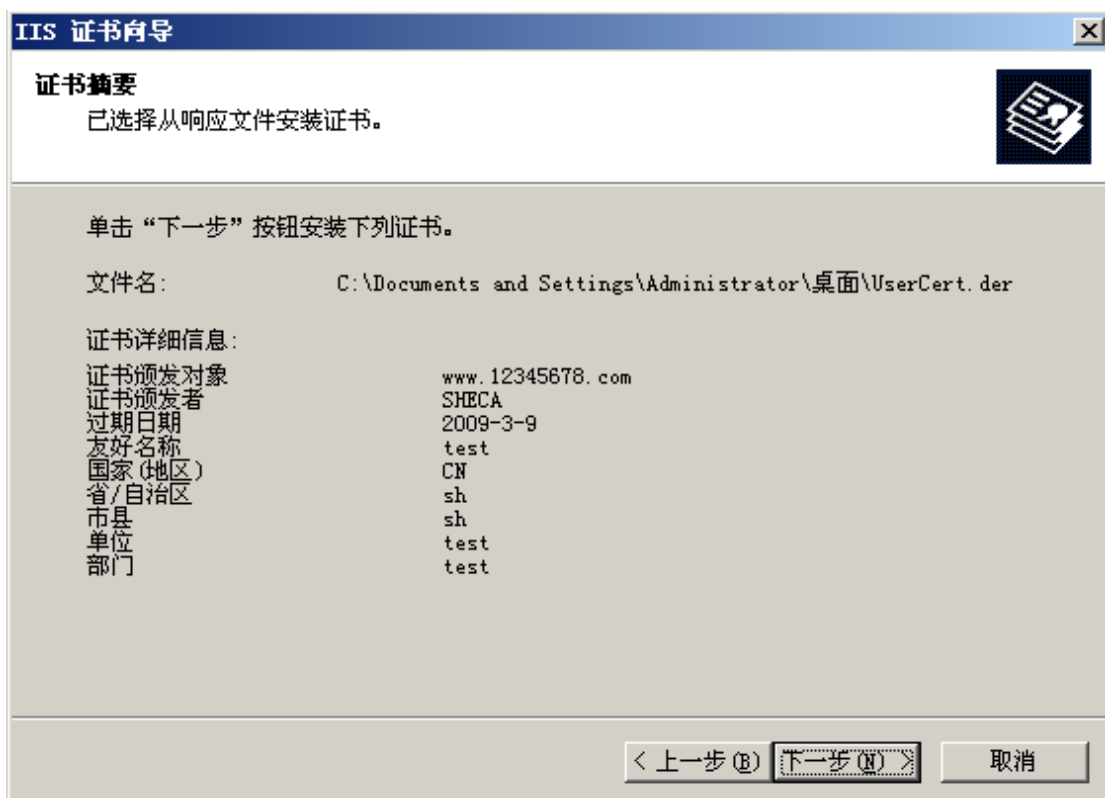 IIS 证书向导
证书摘要
已选择从响应文件安装证书。
单击“下一步”按钮安装下列证书。
文件名: C:\Documents and Settings\Administrator\桌面\UserCert.der
证书详细信息:
证书颁发对象 www.12345678.com
证书颁发者 SHECA
过期日期 2009-3-9
友好名称 test
国家(地区) CN
省/自治区 sh
市县 sh
单位 test
部门 test
< 上一步(B) 下一步(N) > 取消